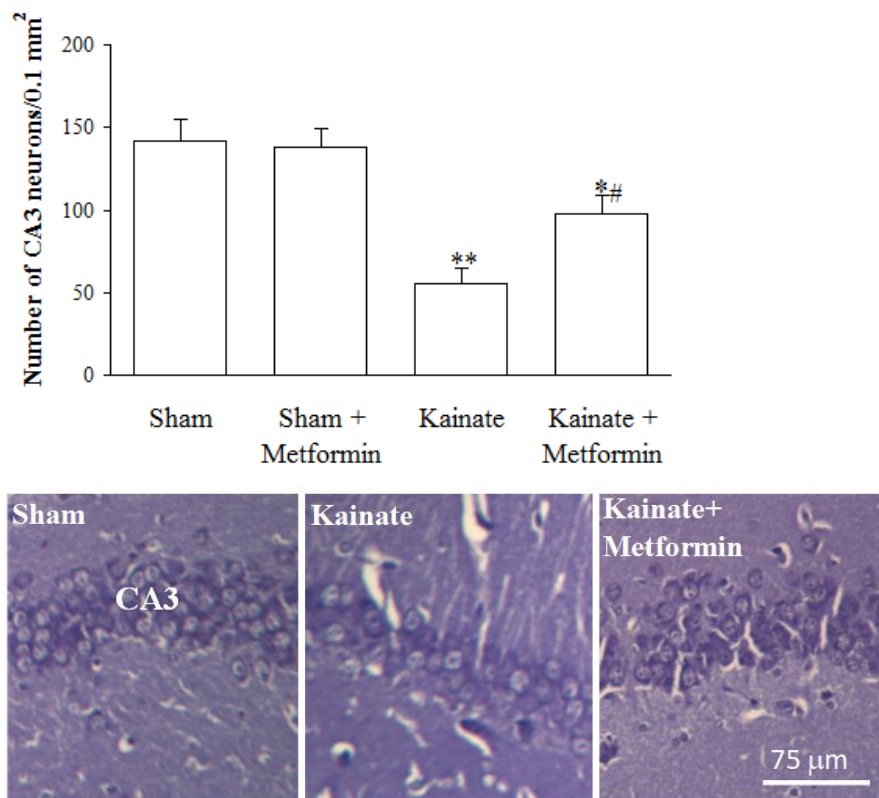 Number of CA3 neurons/0.1 mm²
200
150
100
50
0
**
*#
Sham
Sham +
Metformin
Kainate
Kainate +
Metformin
Sham
CA3
Kainate
Kainate+
Metformin
75 μm